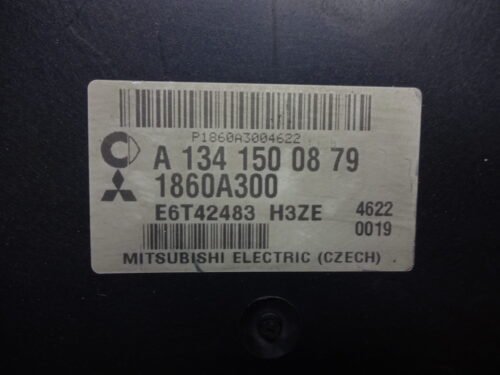 P1860A3004622
A 134 150 08 79
1860A300
E6T42483 H3ZE 4622
0019
MITSUBISHI ELECTRIC (CZECH)